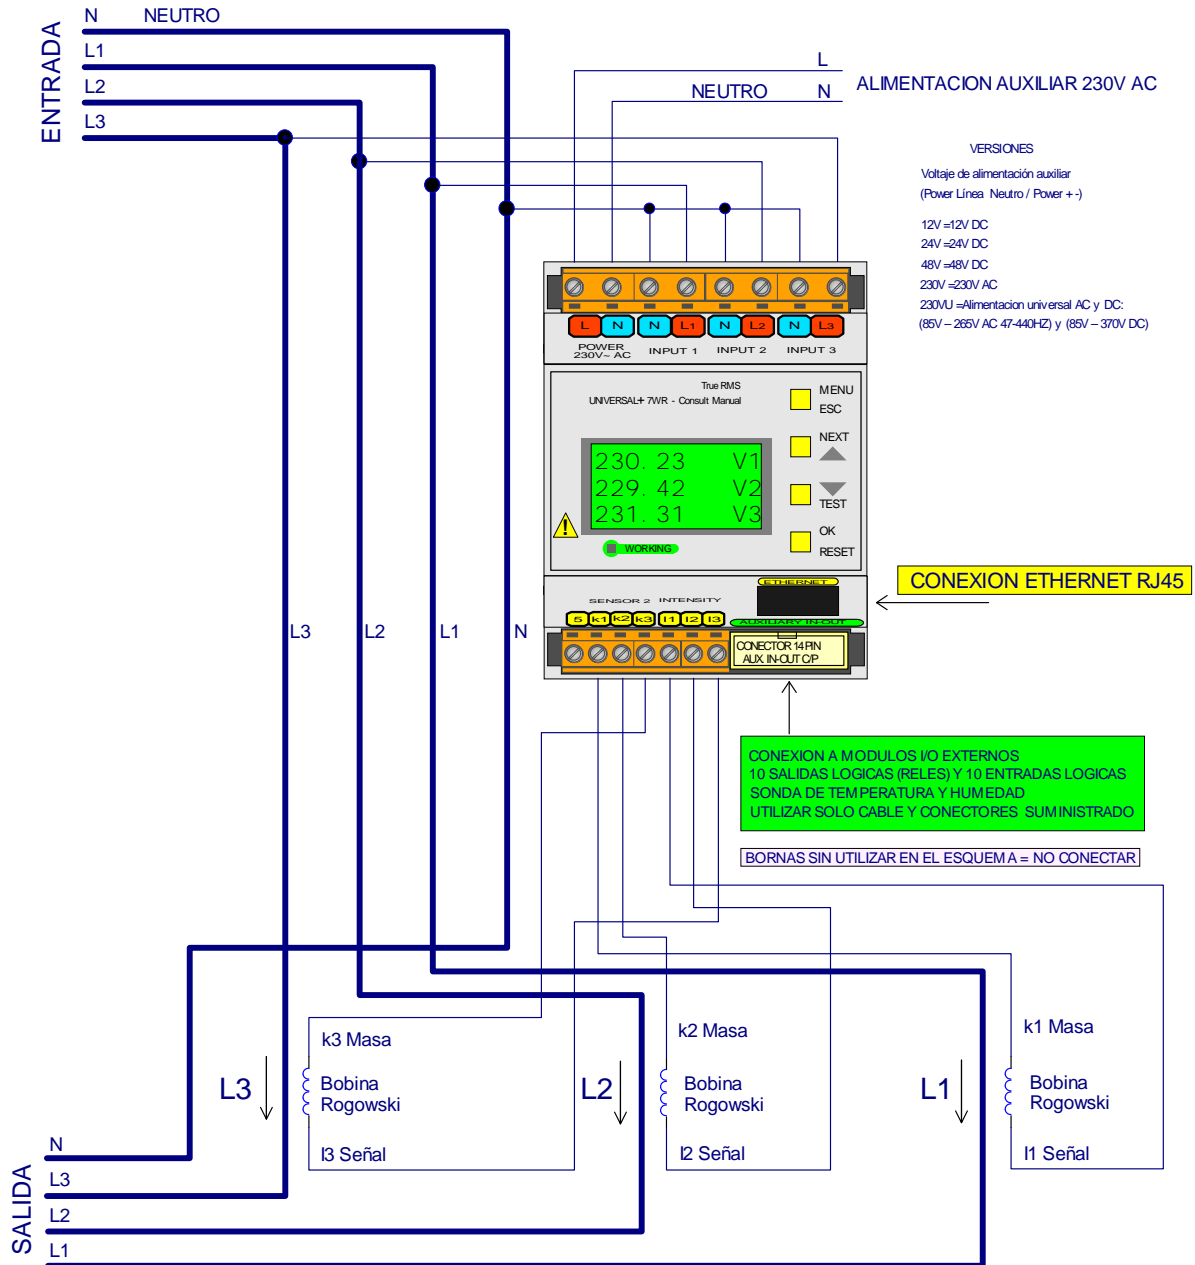 ENTRADA
N NEUTRO
L1
L2
L3
L
NEUTRO N
ALIMENTACION AUXILIAR 230V AC
VERSIONES
Voltaje de alimentación auxiliar
(Power Línea Neutro / Power + -)
12V =12V DC
24V =24V DC
48V =48V DC
230V =230V AC
230VU =Alimentacion universal AC y DC:
(85V – 265V AC 47-440HZ) y (85V – 370V DC)
L N N L1 N L2 N L3
POWER
230V~ AC
INPUT 1 INPUT 2 INPUT 3
True RMS
UNIVERSAL+ 7WR - Consult Manual
MENU
ESC
NEXT
TEST
OK
RESET
230.23 V1
229.42 V2
231.31 V3
!
WORKING
ETHERNET
CONEXION ETHERNET RJ45
SENSOR 2 INTENSITY
5 k1 k2 k3 I1 I2 I3
AUXILIARY IN-OUT
CONECTOR 14 PIN
AUX IN-OUT C/P
L3 L2 L1 N
CONEXION A MODULOS I/O EXTERNOS
10 SALIDAS LOGICAS (RELES) Y 10 ENTRADAS LOGICAS
SONDA DE TEMPERATURA Y HUMEDAD
UTILIZAR SOLO CABLE Y CONECTORES SUMINISTRADO
BORNAS SIN UTILIZAR EN EL ESQUEMA = NO CONECTAR
k3 Masa
L3
Bobina
Rogowski
I3 Señal
k2 Masa
L2
Bobina
Rogowski
I2 Señal
k1 Masa
L1
Bobina
Rogowski
I1 Señal
SALIDA
N
L3
L2
L1